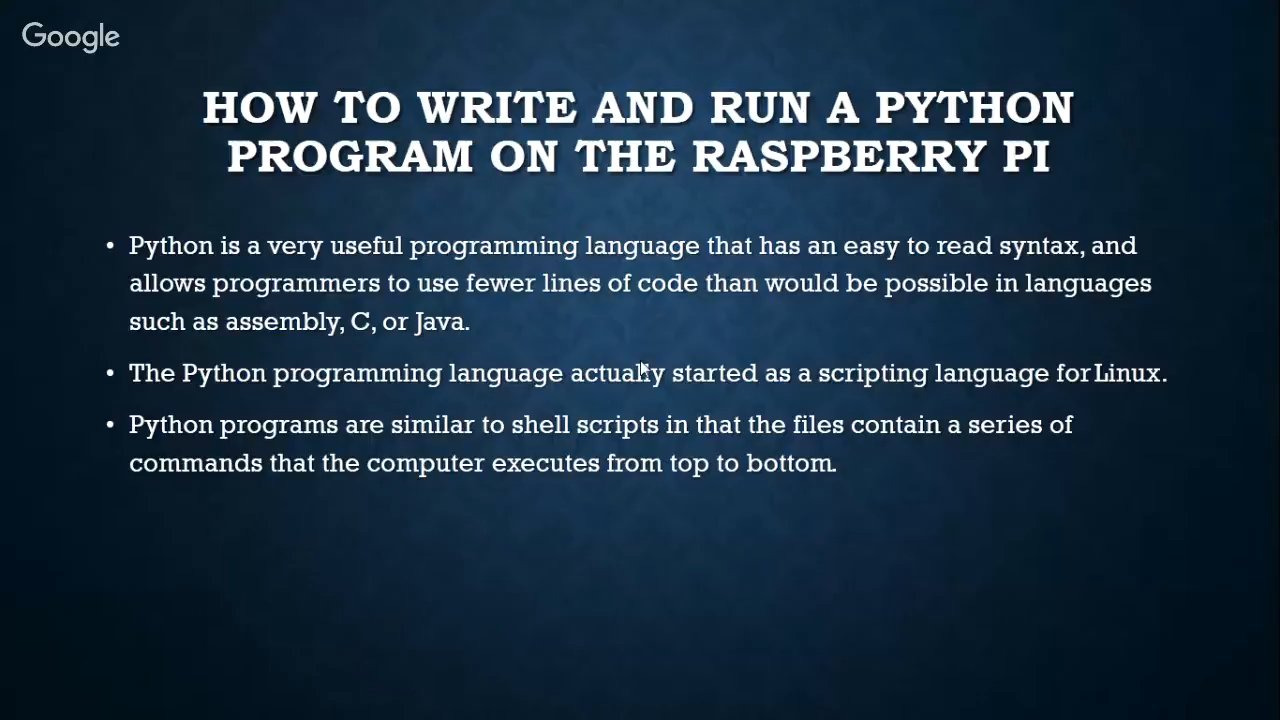 Google
HOW TO WRITE AND RUN A PYTHON
PROGRAM ON THE RASPBERRY PI
• Python is a very useful programming language that has an easy to read syntax, and
allows programmers to use fewer lines of code than would be possible in languages
such as assembly, C, or Java.
• The Python programming language actually started as a scripting language for Linux.
• Python programs are similar to shell scripts in that the files contain a series of
commands that the computer executes from top to bottom.